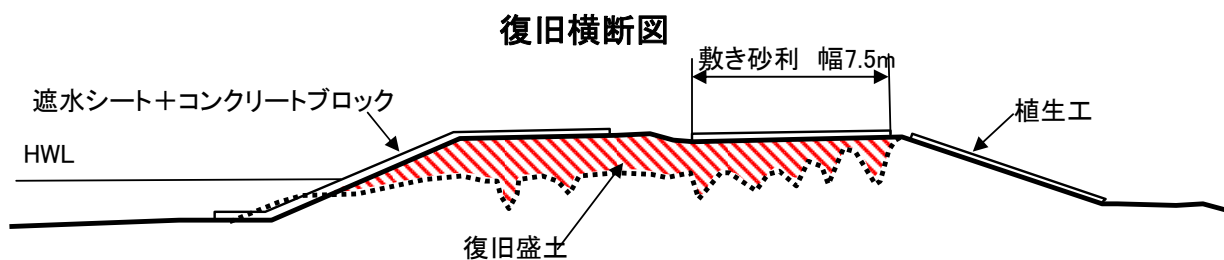 復旧横断図
敷き砂利 幅7.5m
遮水シート＋コンクリートブロック
植生工
HWL
復旧盛土